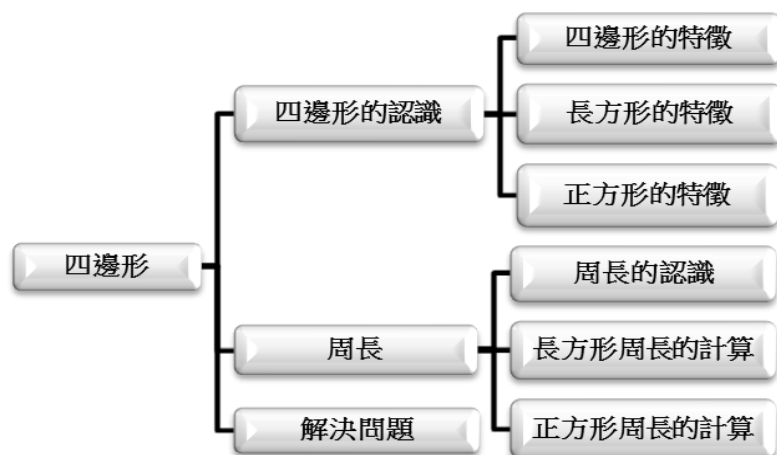 四邊形
四邊形的認識
四邊形的特徵
長方形的特徵
正方形的特徵
周長
周長的認識
長方形周長的計算
正方形周長的計算
解決問題